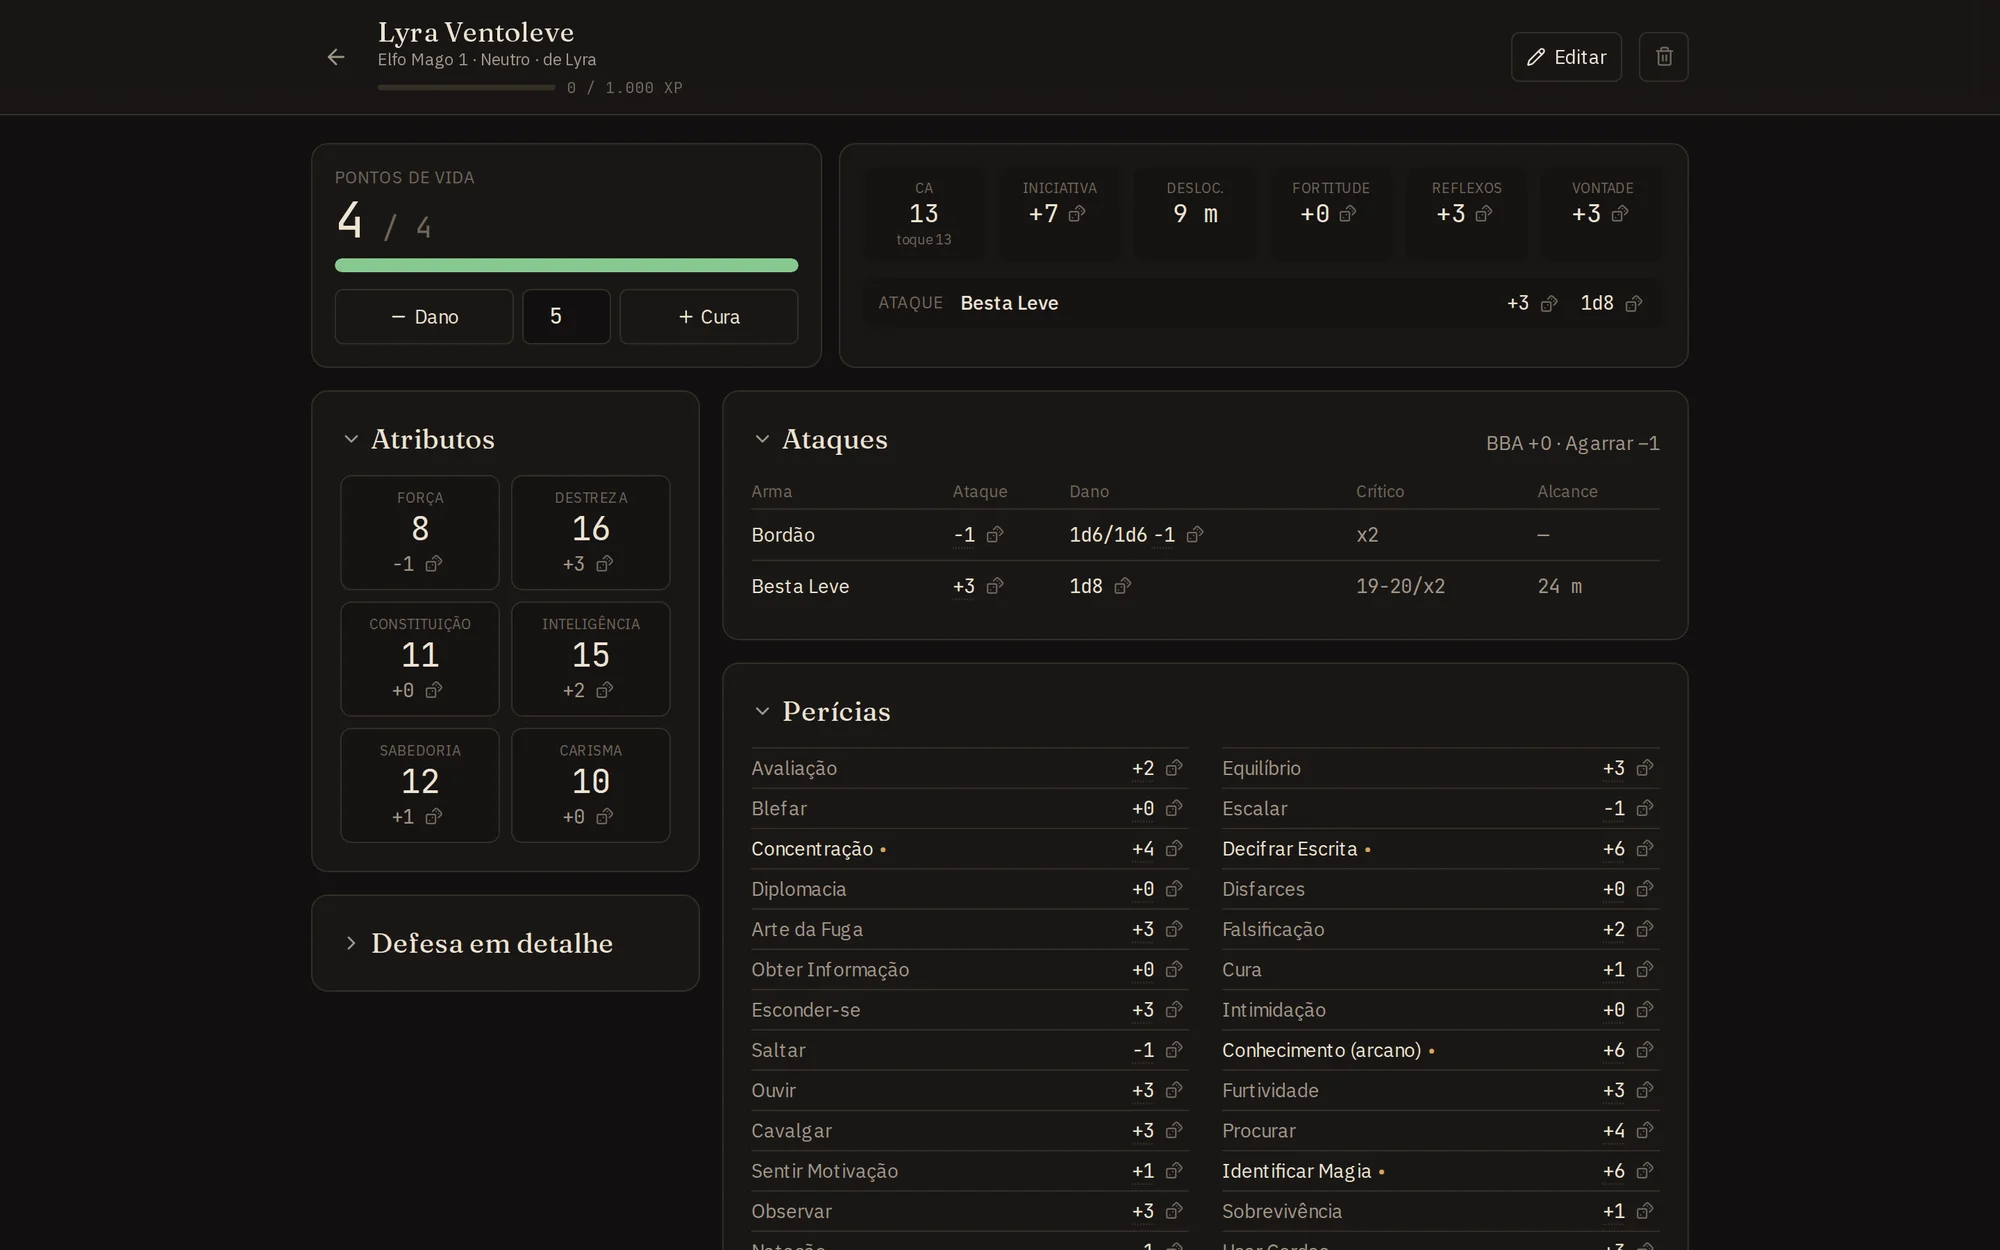 Lyra Ventoleve
Elfo Mago 1 · Neutro · de Lyra
0 / 1.000 XP
Editar
PONTOS DE VIDA
4 / 4
− Dano
5
+ Cura
CA
13
toque 13
INICIATIVA
+7
DESLOC.
9 m
FORTITUDE
+0
REFLEXOS
+3
VONTADE
+3
ATAQUE Besta Leve +3 1d8
Atributos
FORÇA
8
-1
DESTREZA
16
+3
CONSTITUIÇÃO
11
+0
INTELIGÊNCIA
15
+2
SABEDORIA
12
+1
CARISMA
10
+0
Defesa em detalhe
Ataques
BBA +0 · Agarrar −1
Arma Ataque Dano Crítico Alcance
Bordão -1 1d6/1d6 -1 x2 —
Besta Leve +3 1d8 19-20/x2 24 m
Perícias
Avaliação +2
Equilíbrio +3
Blefar +0
Escalar -1
Concentração • +4
Decifrar Escrita • +6
Diplomacia +0
Disfarces +0
Arte da Fuga +3
Falsificação +2
Obter Informação +0
Cura +1
Esconder-se +3
Intimidação +0
Saltar -1
Conhecimento (arcano) • +6
Ouvir +3
Furtividade +3
Cavalgar +3
Procurar +4
Sentir Motivação +1
Identificar Magia • +6
Observar +3
Sobrevivência +1